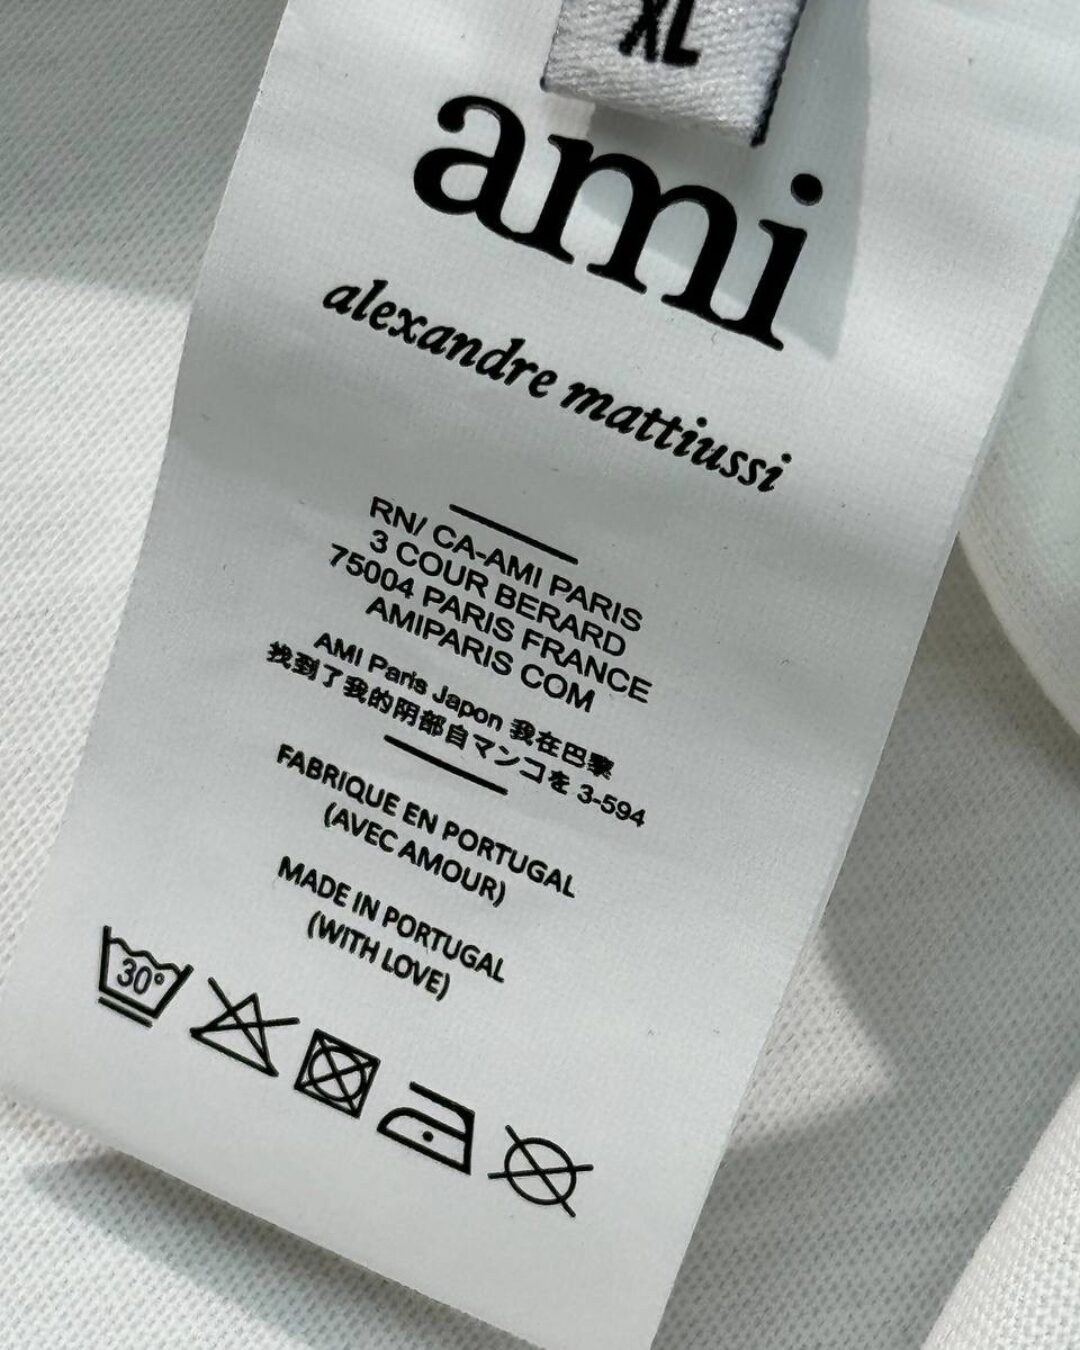 XL
ami
alexandre mattiussi
RN/ CA-AMI PARIS
3 COUR BERARD
75004 PARIS FRANCE
AMIPARIS COM
AMI Paris Japon 我在巴黎
找到了我的阴部自マンコを 3-594
FABRIQUE EN PORTUGAL
(AVEC AMOUR)
MADE IN PORTUGAL
(WITH LOVE)
30°